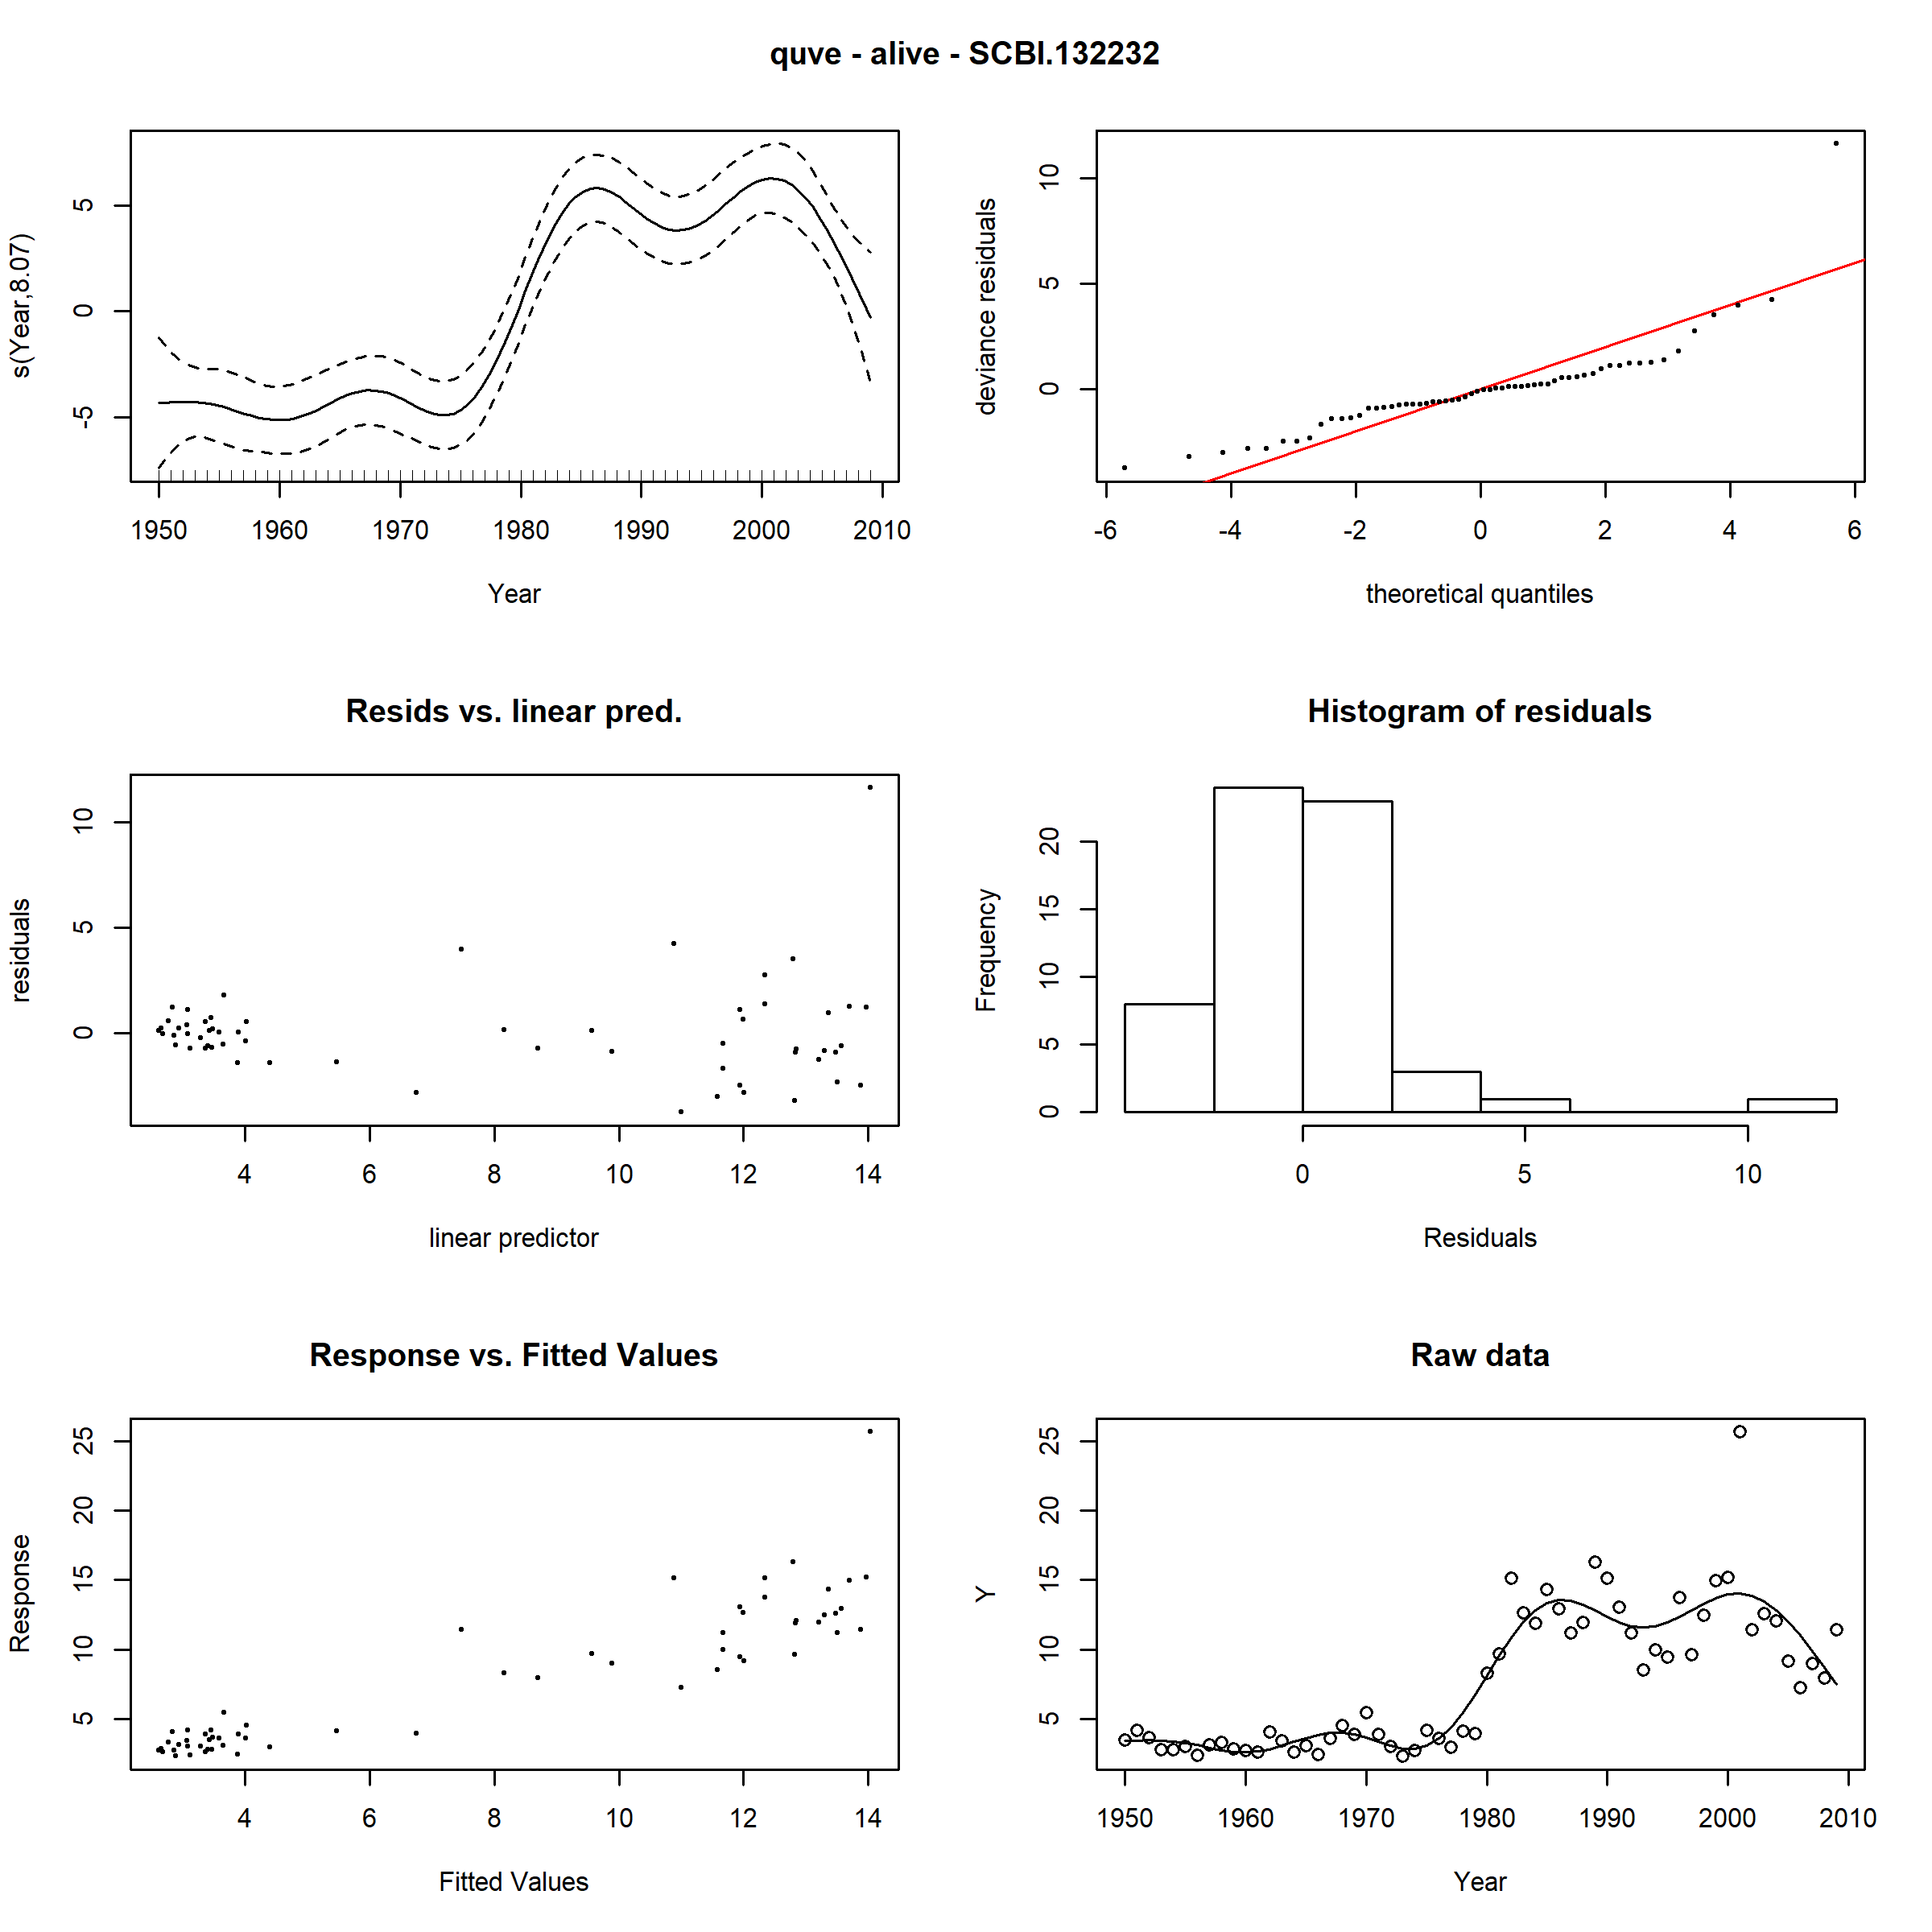 quve - alive - SCBI.132232
s(Year,8.07)
5
0
-5
1950 1960 1970 1980 1990 2000 2010
Year
deviance residuals
10
5
0
-6 -4 -2 0 2 4 6
theoretical quantiles
Resids vs. linear pred.
residuals
10
5
0
4 6 8 10 12 14
linear predictor
Histogram of residuals
Frequency
20
15
10
5
0
0 5 10
Residuals
Response vs. Fitted Values
Response
25
20
15
10
5
4 6 8 10 12 14
Fitted Values
Raw data
Y
25
20
15
10
5
1950 1960 1970 1980 1990 2000 2010
Year